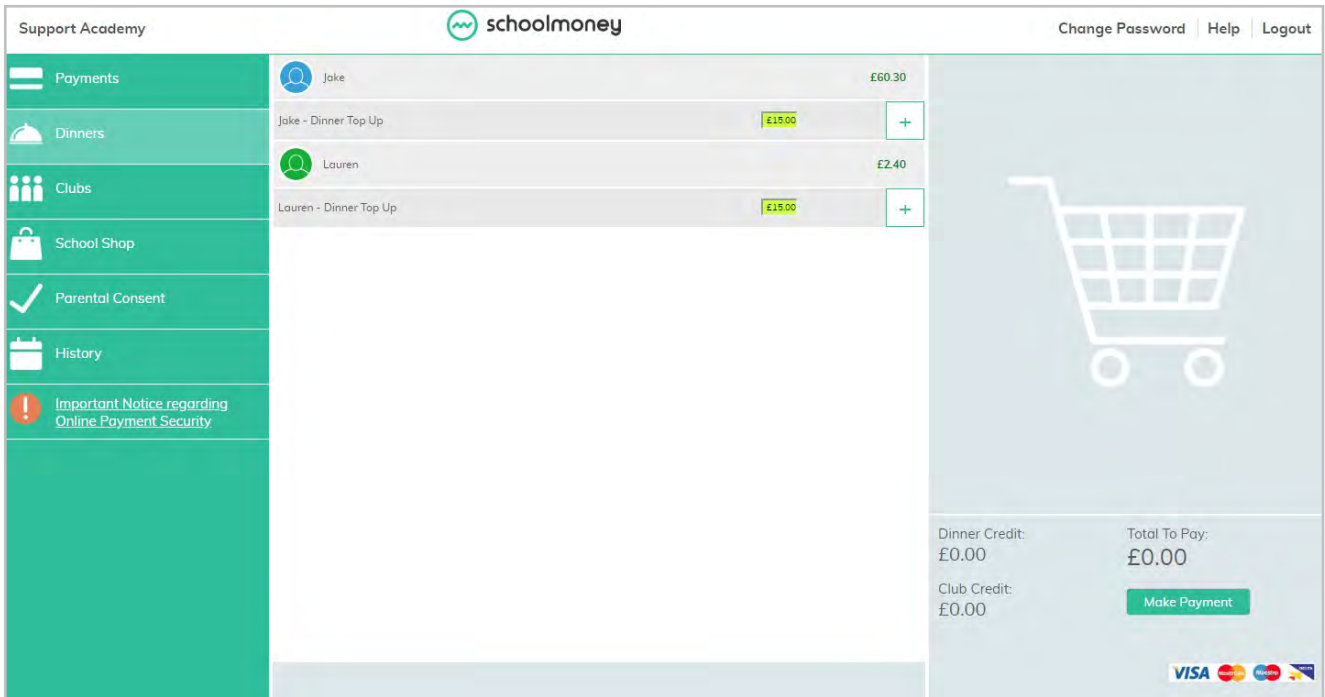 Support Academy
schoolmoney
Change Password Help Logout
Payments
Dinners
Clubs
School Shop
Parental Consent
History
Important Notice regarding
Online Payment Security
Jake £60.30
Jake - Dinner Top Up £15.00 +
Lauren £2.40
Lauren - Dinner Top Up £15.00 +
Dinner Credit:
£0.00
Total To Pay:
£0.00
Club Credit:
£0.00
Make Payment
VISA